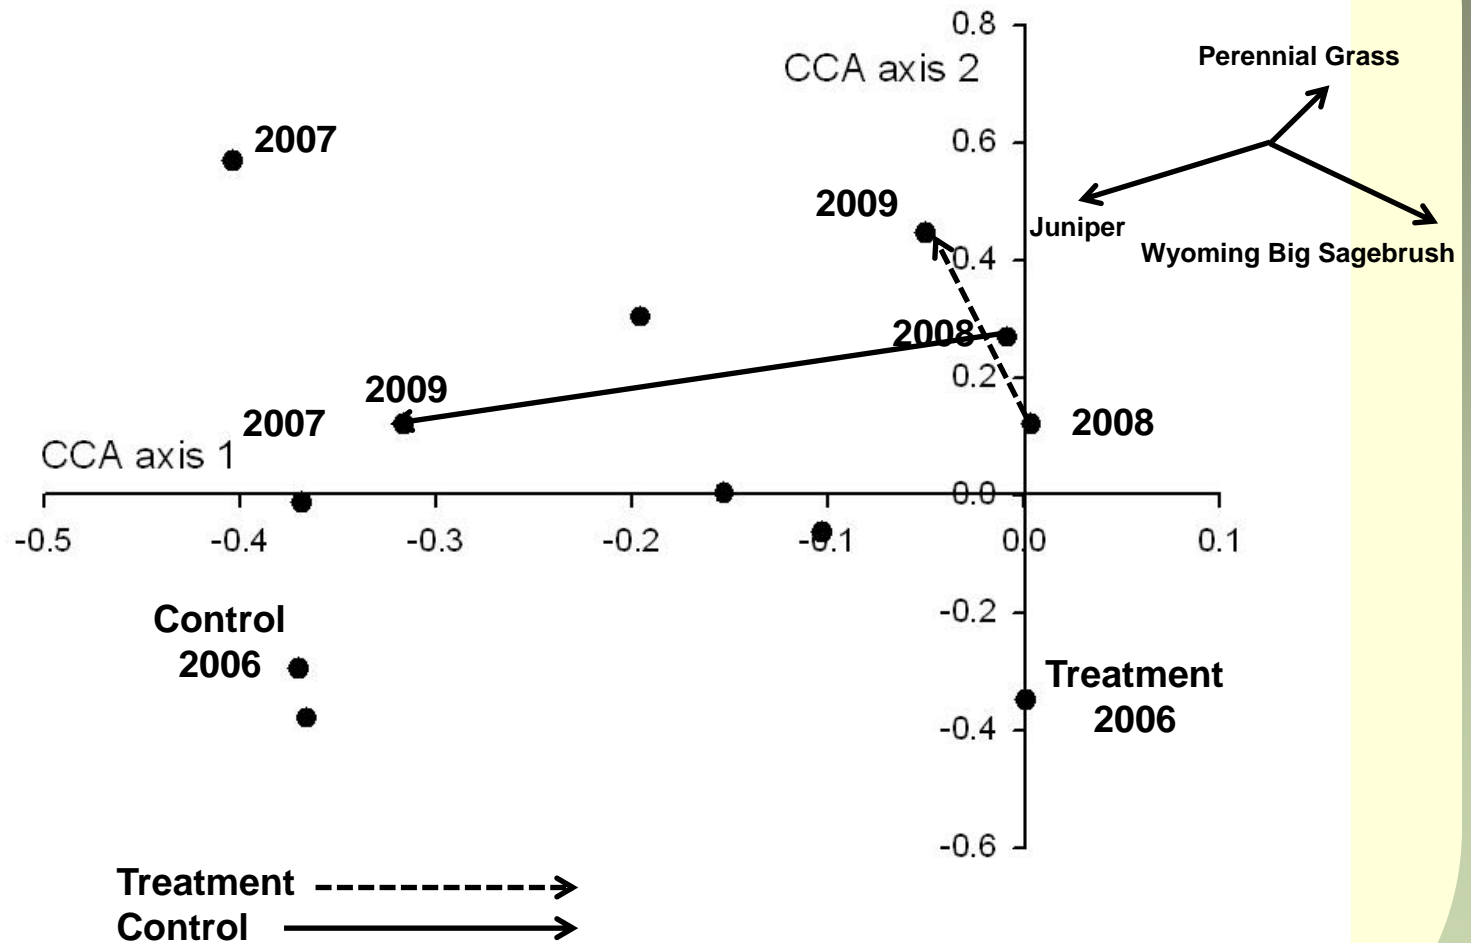 0.8
CCA axis 2
Perennial Grass
2007
0.6
2009
Juniper
Wyoming Big Sagebrush
0.4
2008
0.2
2009
2007
2008
CCA axis 1
0.0
-0.5
-0.4
-0.3
-0.2
-0.1
0.0
0.1
Control
2006
-0.2
Treatment
2006
-0.4
-0.6
Treatment
Control